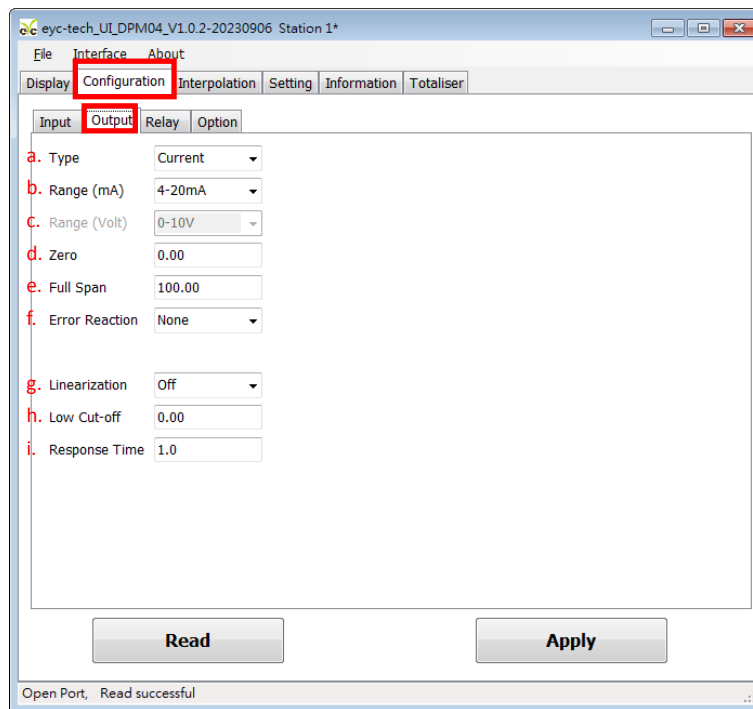 eyc-tech_UI_DPM04_V1.0.2-20230906 Station 1*
File Interface About
Display Configuration Interpolation Setting Information Totaliser
Input Output Relay Option
a. Type Current
b. Range (mA) 4-20mA
c. Range (Volt) 0-10V
d. Zero 0.00
e. Full Span 100.00
f. Error Reaction None
g. Linearization Off
h. Low Cut-off 0.00
i. Response Time 1.0
Read Apply
Open Port, Read successful